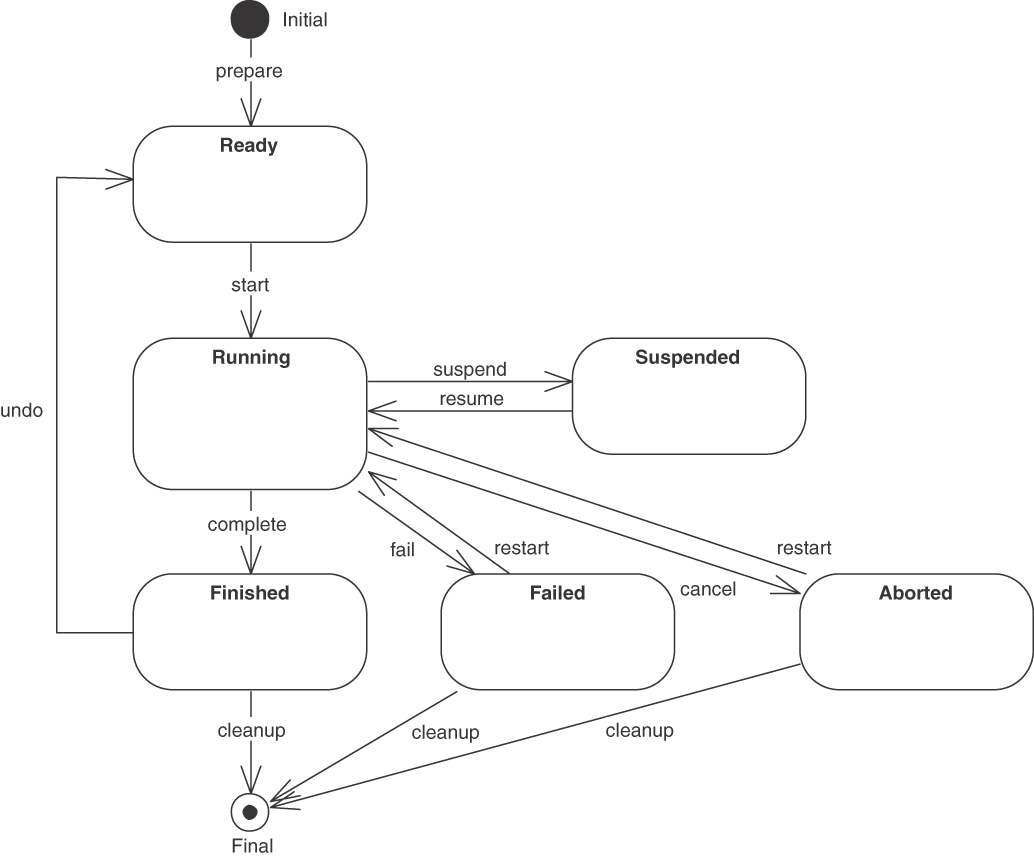 Initial
prepare
Ready
start
Running
suspend
Suspended
resume
undo
complete
fail
restart
restart
cancel
Finished
Failed
Aborted
cleanup
cleanup
cleanup
Final